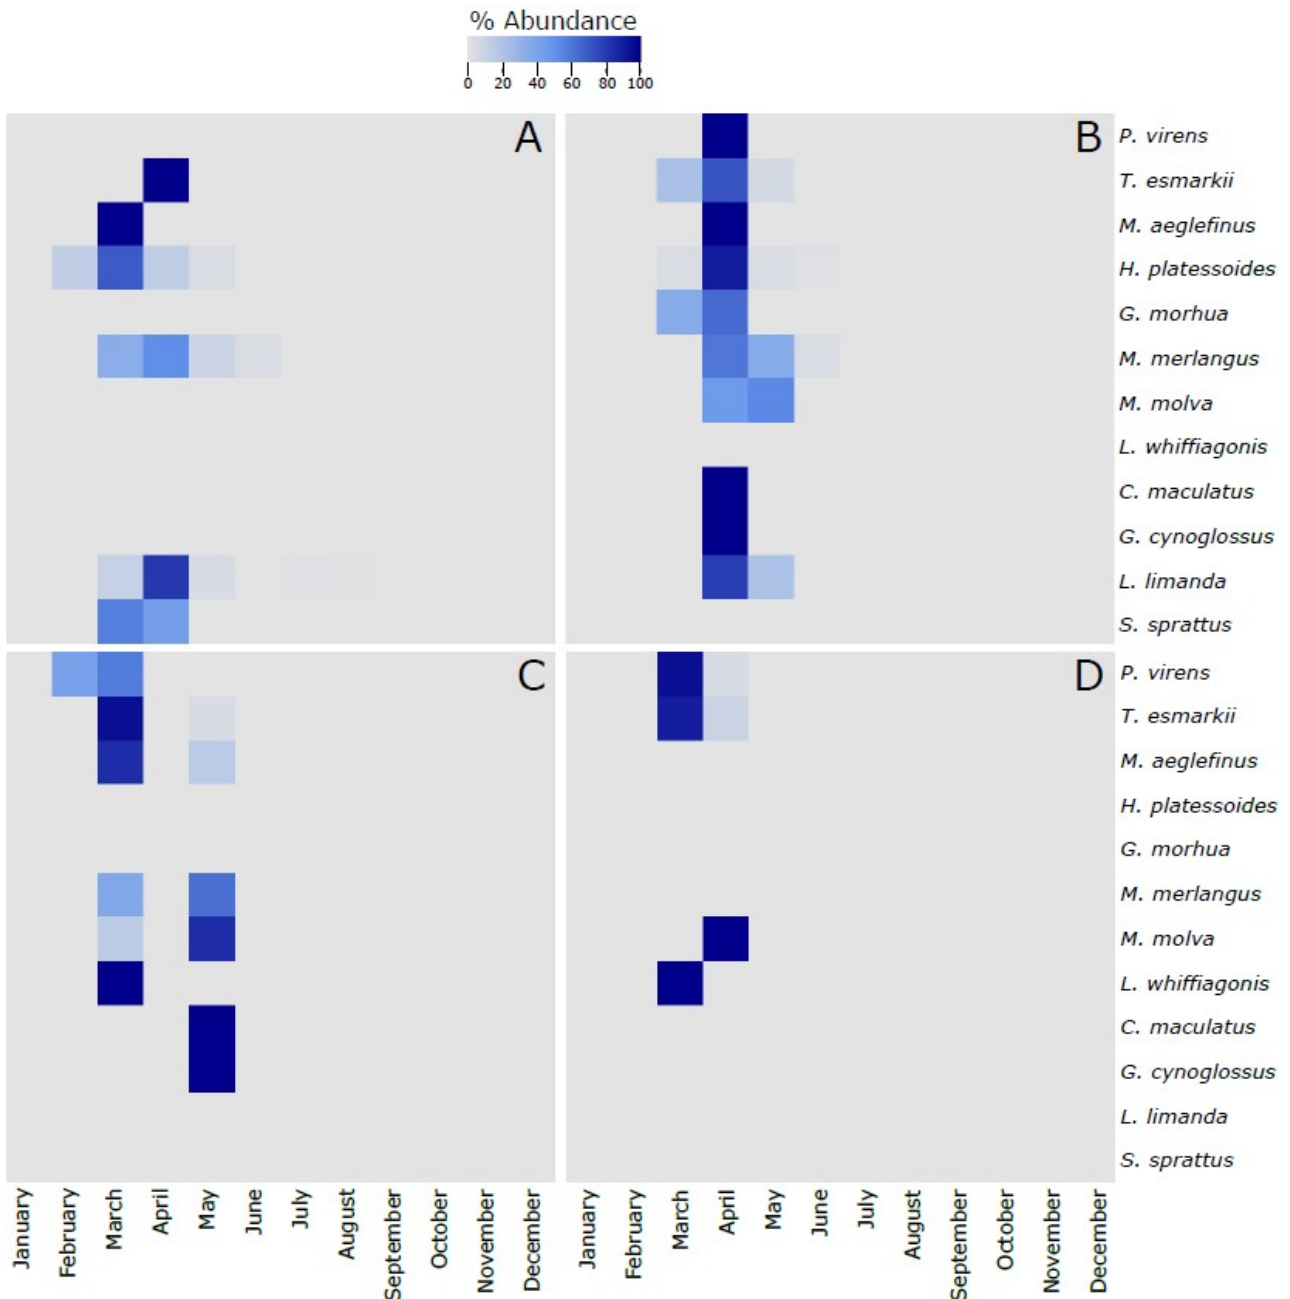 % Abundance
0 20 40 60 80 100
A
B
P. virens
T. esmarkii
M. aeglefinus
H. platessoides
G. morhua
M. merlangus
M. molva
L. whiffiagonis
C. maculatus
G. cynoglossus
L. limanda
S. sprattus
C
D
P. virens
T. esmarkii
M. aeglefinus
H. platessoides
G. morhua
M. merlangus
M. molva
L. whiffiagonis
C. maculatus
G. cynoglossus
L. limanda
S. sprattus
January
February
March
April
May
June
July
August
September
October
November
December
January
February
March
April
May
June
July
August
September
October
November
December